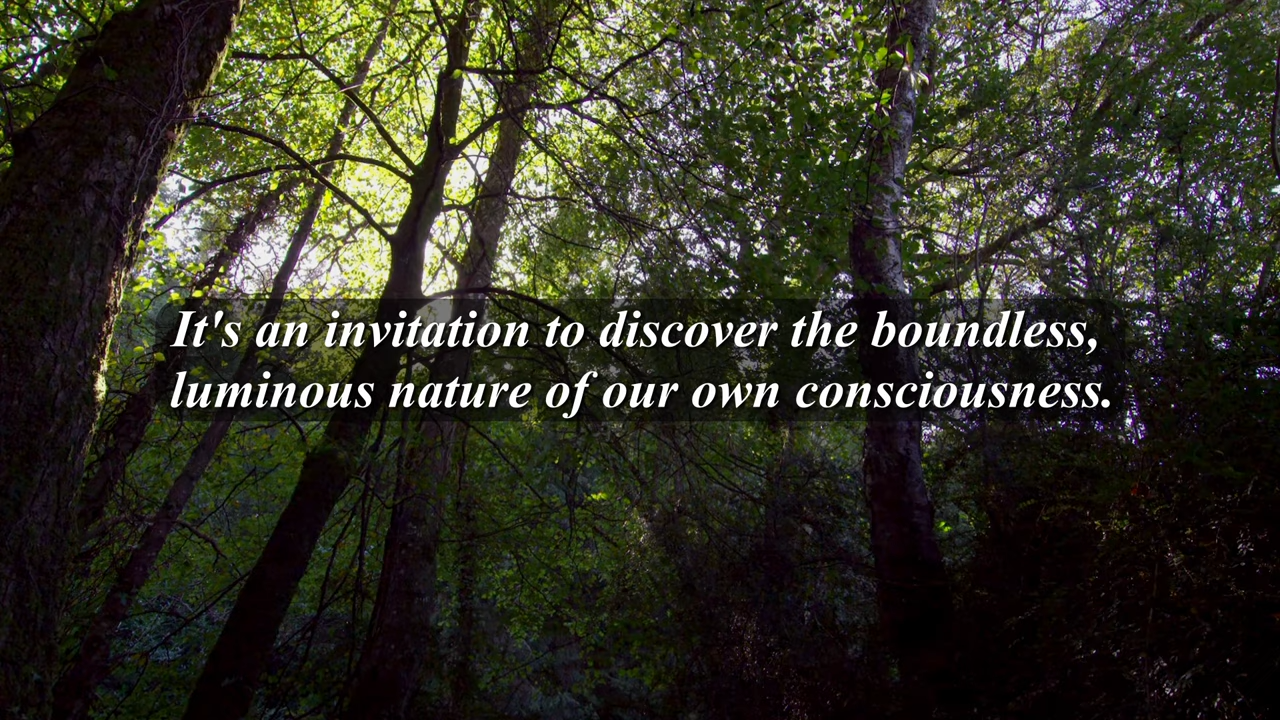 It's an invitation to discover the boundless,
luminous nature of our own consciousness.